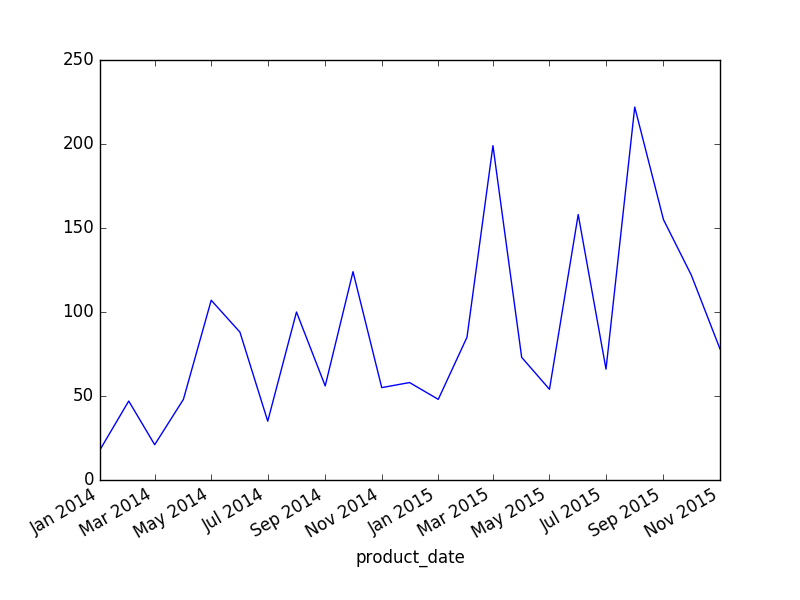 250
200
150
100
50
0
Jan 2014
Mar 2014
May 2014
Jul 2014
Sep 2014
Nov 2014
Jan 2015
Mar 2015
May 2015
Jul 2015
Sep 2015
Nov 2015
product_date